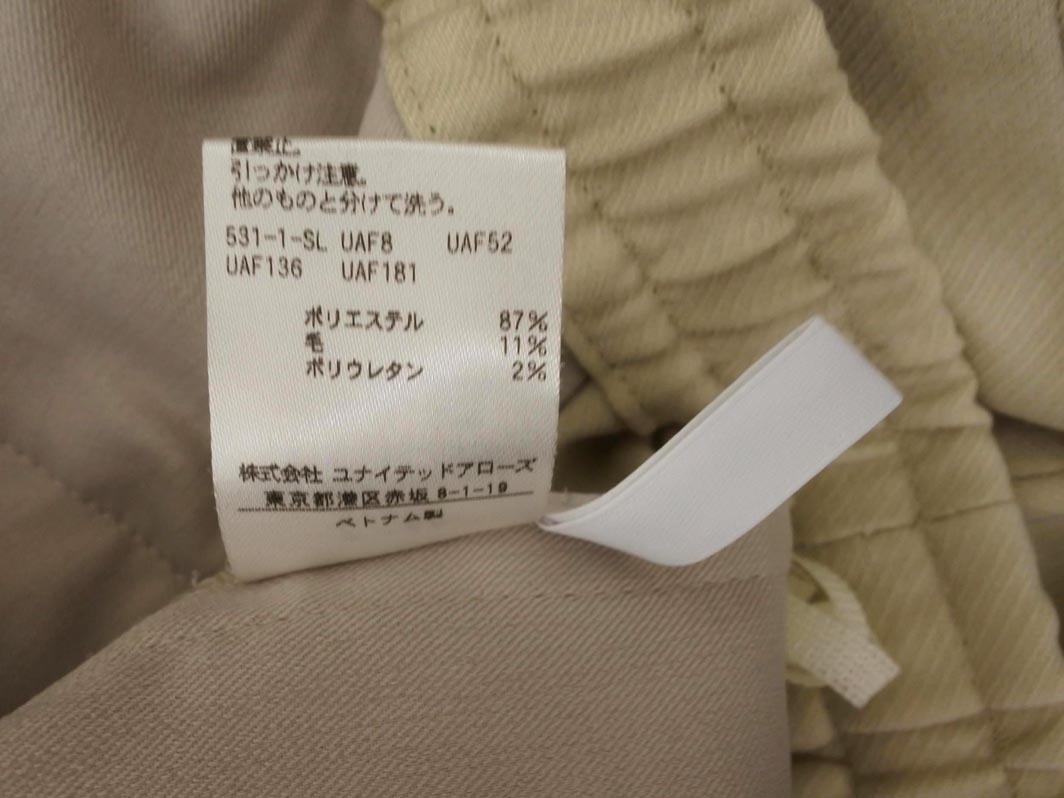 引っかけ注意。
他のものと分けて洗う。
531-1-SL UAF8 UAF52
UAF136 UAF181
ポリエステル 87%
毛 11%
ポリウレタン 2%
株式会社 ユナイテッドアローズ
東京都港区赤坂 8-1-19
ベトナム製